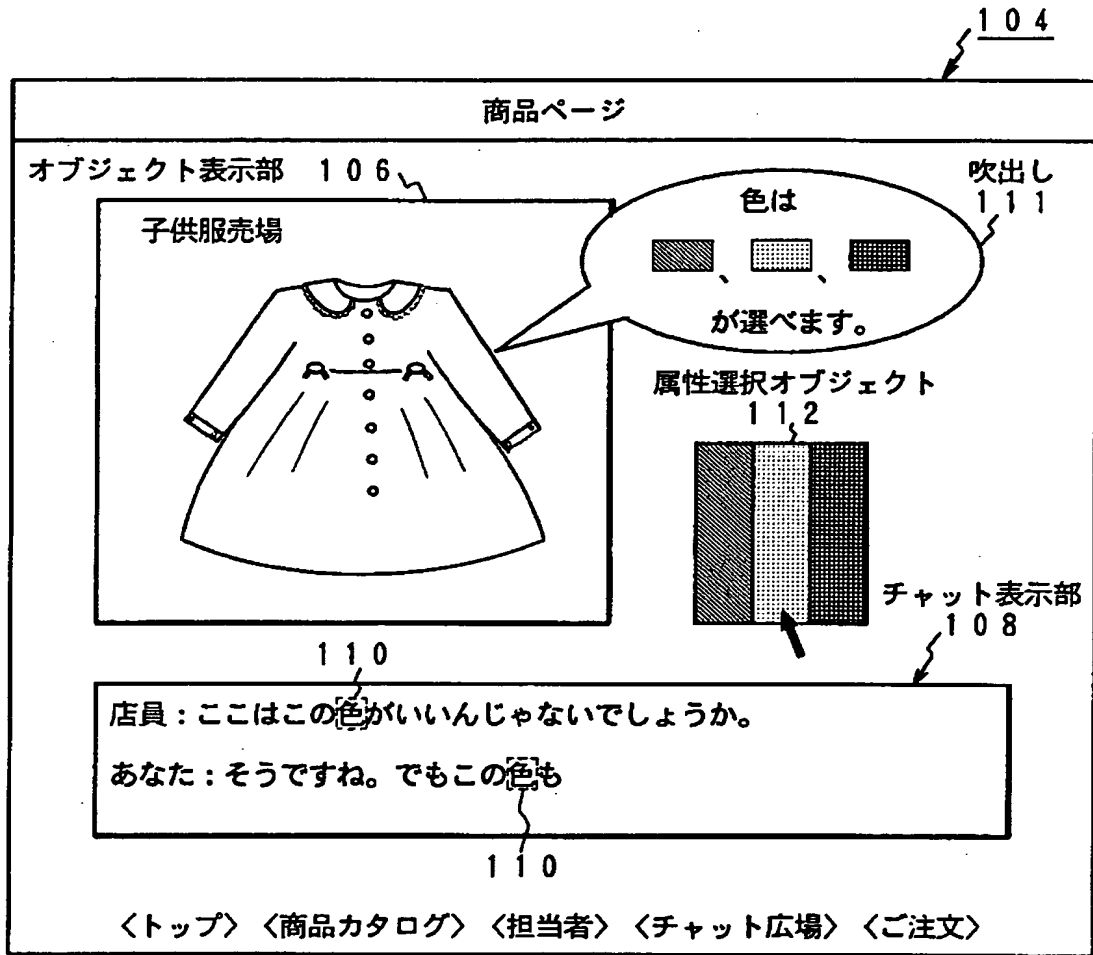 104
商品ページ
オブジェクト表示部 106
吹出し
111
子供服売場
色は
、 、
が選べます。
属性選択オブジェクト
112
チャット表示部
108
110
店員：ここはこの色がいいんじゃないでしょうか。
あなた：そうですね。でもこの色も
110
〈トップ〉〈商品カタログ〉〈担当者〉〈チャット広場〉〈ご注文〉